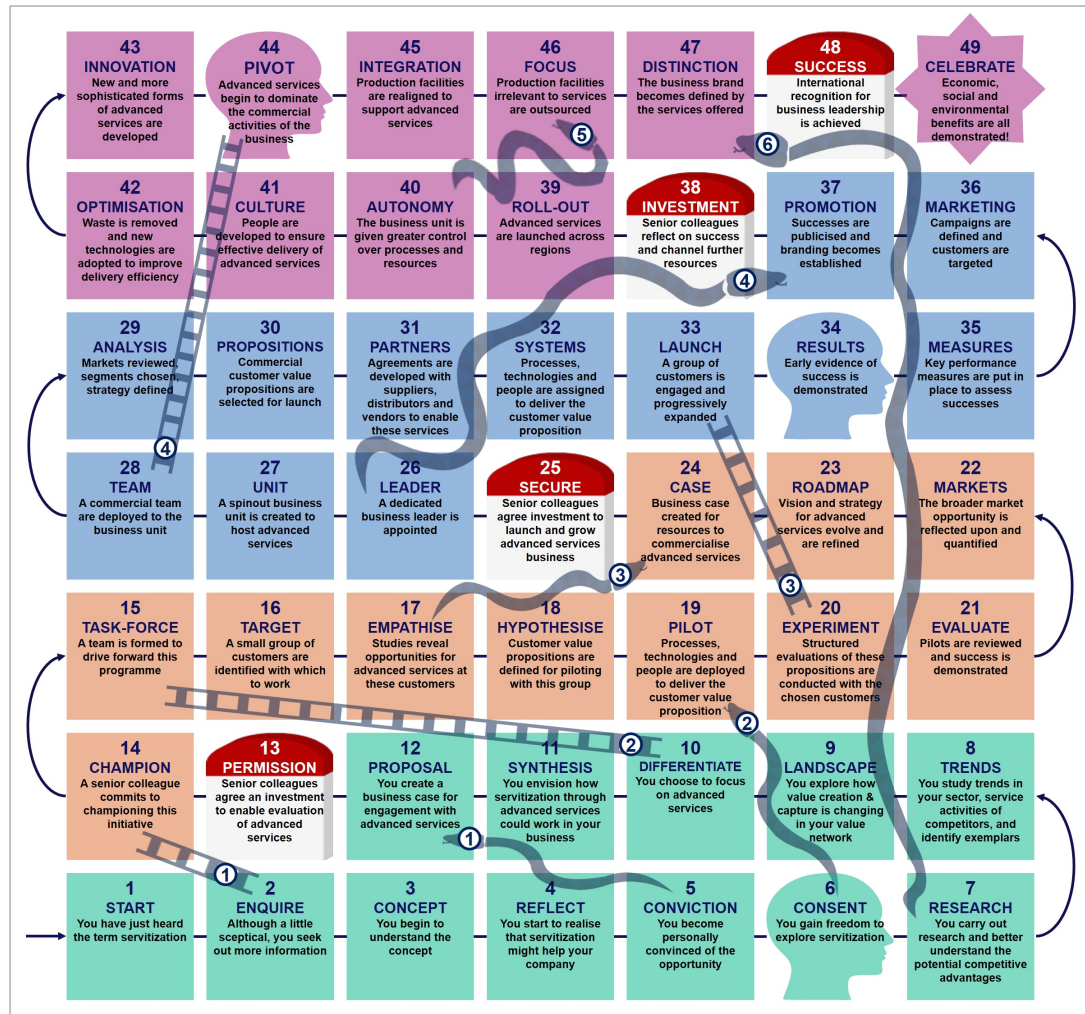 43
INNOVATION
New and more
sophisticated forms
of advanced
services are
developed
44
PIVOT
Advanced services
begin to dominate
the commercial
activities of the
business
45
INTEGRATION
Production facilities
are realigned to
support advanced
services
46
FOCUS
Production facilities
irrelevant to services
are outsourced
47
DISTINCTION
The business brand
becomes defined by
the services offered
48
SUCCESS
International
recognition for
business leadership
is achieved
49
CELEBRATE
Economic,
social and
environmental
benefits are all
demonstrated!
5
6
42
OPTIMISATION
Waste is removed
and new
technologies are
adopted to improve
delivery efficiency
41
CULTURE
People are
developed to ensure
effective delivery of
advanced services
40
AUTONOMY
The business unit is
given greater control
over processes and
resources
39
ROLL-OUT
Advanced services
are launched across
regions
38
INVESTMENT
Senior colleagues
reflect on success
and channel further
resources
37
PROMOTION
Successes are
publicised and
branding becomes
established
36
MARKETING
Campaigns are
defined and
customers are
targeted
4
29
ANALYSIS
Markets reviewed,
segments chosen,
strategy defined
30
PROPOSITIONS
Commercial
customer value
propositions are
selected for launch
31
PARTNERS
Agreements are
developed with
suppliers,
distributors and
vendors to enable
these services
32
SYSTEMS
Processes,
technologies and
people are assigned
to deliver the
customer value
proposition
33
LAUNCH
A group of
customers is
engaged and
progressively
expanded
34
RESULTS
Early evidence of
success is
demonstrated
35
MEASURES
Key performance
measures are put in
place to assess
successes
4
28
TEAM
A commercial team
are deployed to the
business unit
27
UNIT
A spinout business
unit is created to
host advanced
services
26
LEADER
A dedicated
business leader is
appointed
25
SECURE
Senior colleagues
agree investment to
launch and grow
advanced services
business
24
CASE
Business case
created for
resources to
commercialise
advanced services
23
ROADMAP
Vision and strategy
for advanced
services evolve and
are refined
22
MARKETS
The broader market
opportunity is
reflected upon and
quantified
3
3
15
TASK-FORCE
A team is formed to
drive forward this
programme
16
TARGET
A small group of
customers are
identified with which
to work
17
EMPATHISE
Studies reveal
opportunities for
advanced services at
these customers
18
HYPOTHESISE
Customer value
propositions are
defined for piloting
with this group
19
PILOT
Processes,
technologies and
people are deployed
to deliver the
customer value
proposition
20
EXPERIMENT
Structured
evaluations of these
propositions are
conducted with the
chosen customers
21
EVALUATE
Pilots are reviewed
and success is
demonstrated
2
2
14
CHAMPION
A senior colleague
commits to
championing this
initiative
13
PERMISSION
Senior colleagues
agree an investment
to enable evaluation
of advanced
services
12
PROPOSAL
You create a
business case for
engagement with
advanced services
11
SYNTHESIS
You envision how
servitization through
advanced services
could work in your
business
10
DIFFERENTIATE
You choose to focus
on advanced
services
9
LANDSCAPE
You explore how
value creation &
capture is changing
in your value
network
8
TRENDS
You study trends in
your sector, service
activities of
competitors, and
identify exemplars
1
1
1
START
You have just heard
the term servitization
2
ENQUIRE
Although a little
sceptical, you seek
out more information
3
CONCEPT
You begin to
understand the
concept
4
REFLECT
You start to realise
that servitization
might help your
company
5
CONVICTION
You become
personally
convinced of the
opportunity
6
CONSENT
You gain freedom to
explore servitization
7
RESEARCH
You carry out
research and better
understand the
potential competitive
advantages